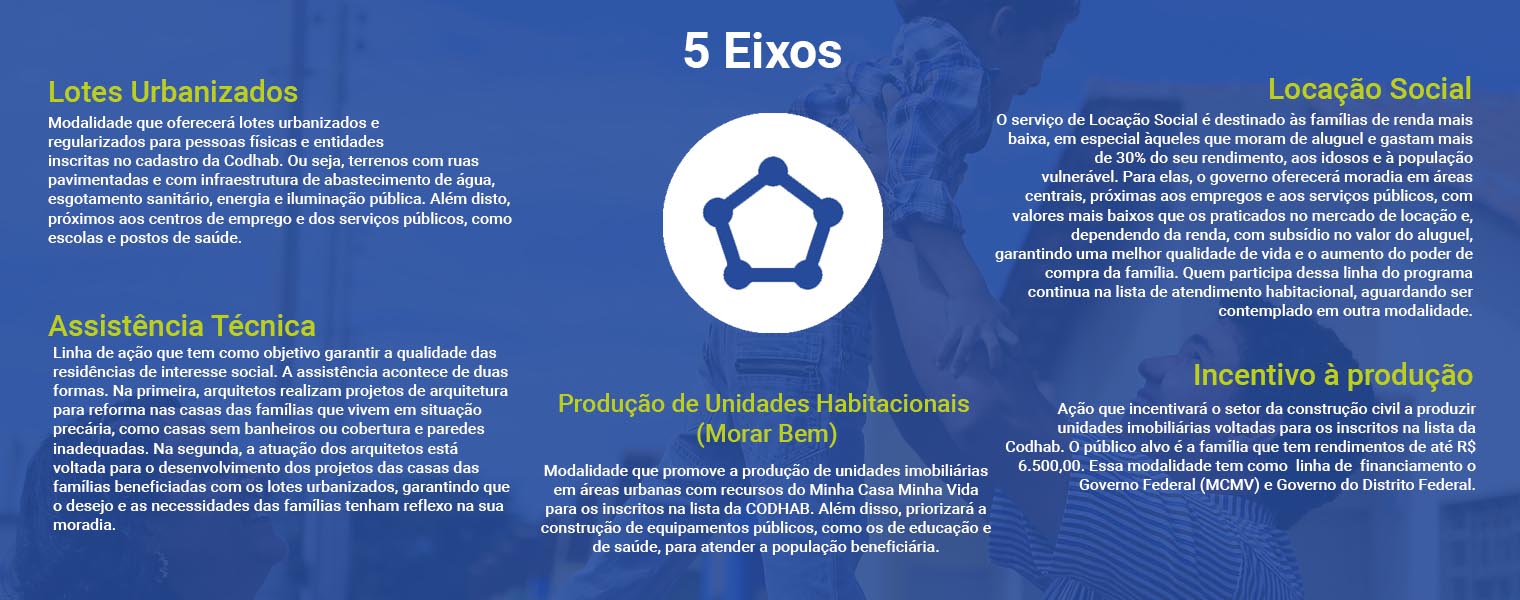 5 Eixos
Lotes Urbanizados
Modalidade que oferecerá lotes urbanizados e
regularizados para pessoas físicas e entidades
inscritas no cadastro da Codhab. Ou seja, terrenos com ruas
pavimentadas e com infraestrutura de abastecimento de água,
esgotamento sanitário, energia e iluminação pública. Além disto,
próximos aos centros de emprego e dos serviços públicos, como
escolas e postos de saúde.
Assistência Técnica
Linha de ação que tem como objetivo garantir a qualidade das
residências de interesse social. A assistência acontece de duas
formas. Na primeira, arquitetos realizam projetos de arquitetura
para reforma nas casas das famílias que vivem em situação
precária, como casas sem banheiros ou cobertura e paredes
inadequadas. Na segunda, a atuação dos arquitetos está
voltada para o desenvolvimento dos projetos das casas das
famílias beneficiadas com os lotes urbanizados, garantindo que
o desejo e as necessidades das famílias tenham reflexo na sua
moradia.
Produção de Unidades Habitacionais
(Morar Bem)
Modalidade que promove a produção de unidades imobiliárias
em áreas urbanas com recursos do Minha Casa Minha Vida
para os inscritos na lista da CODHAB. Além disso, priorizará a
construção de equipamentos públicos, como os de educação e
de saúde, para atender a população beneficiária.
Locação Social
O serviço de Locação Social é destinado às famílias de renda mais
baixa, em especial àqueles que moram de aluguel e gastam mais
de 30% do seu rendimento, aos idosos e à população
vulnerável. Para elas, o governo oferecerá moradia em áreas
centrais, próximas aos empregos e aos serviços públicos, com
valores mais baixos que os praticados no mercado de locação e,
dependendo da renda, com subsídio no valor do aluguel,
garantindo uma melhor qualidade de vida e o aumento do poder de
compra da família. Quem participa dessa linha do programa
continua na lista de atendimento habitacional, aguardando ser
contemplado em outra modalidade.
Incentivo à produção
Ação que incentivará o setor da construção civil a produzir
unidades imobiliárias voltadas para os inscritos na lista da
Codhab. O público alvo é a família que tem rendimentos de até R$
6.500,00. Essa modalidade tem como linha de financiamento o
Governo Federal (MCMV) e Governo do Distrito Federal.